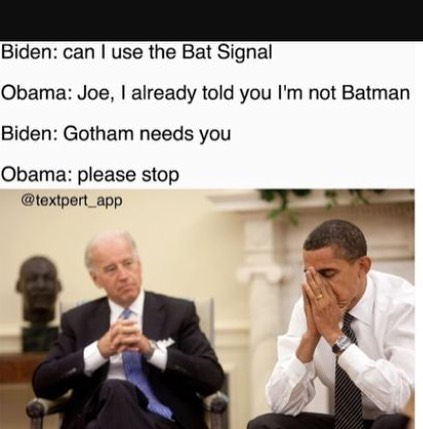 Biden: can I use the Bat Signal
Obama: Joe, I already told you I'm not Batman
Biden: Gotham needs you
Obama: please stop
@textpert_app